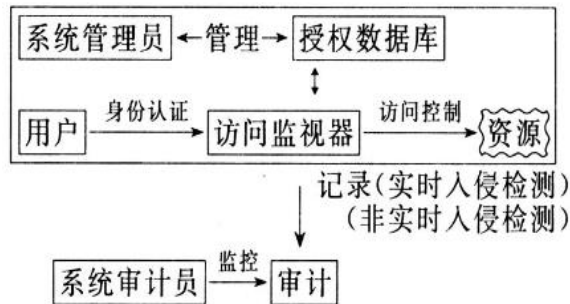 系统管理员 管理 授权数据库
身份认证 访问控制
用户 访问监视器 资源
记录(实时入侵检测)
(非实时入侵检测)
监控
系统审计员 审计